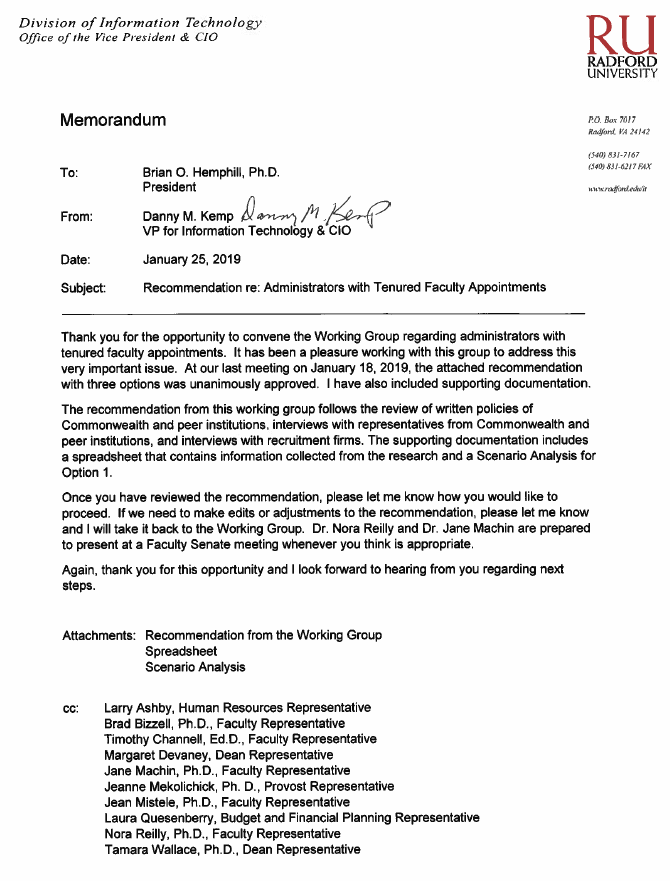 Division of Information Technology
Office of the Vice President & CIO
RU
RADFORD
UNIVERSITY
Memorandum
P.O. Box 7017
Radford, VA 24142
(540) 831-7167
(540) 831-6217 FAX
www.radford.edu/it
To: Brian O. Hemphill, Ph.D.
President
From: Danny M. Kemp Danny M. Kemp
VP for Information Technology & CIO
Date: January 25, 2019
Subject: Recommendation re: Administrators with Tenured Faculty Appointments
Thank you for the opportunity to convene the Working Group regarding administrators with
tenured faculty appointments. It has been a pleasure working with this group to address this
very important issue. At our last meeting on January 18, 2019, the attached recommendation
with three options was unanimously approved. I have also included supporting documentation.
The recommendation from this working group follows the review of written policies of
Commonwealth and peer institutions, interviews with representatives from Commonwealth and
peer institutions, and interviews with recruitment firms. The supporting documentation includes
a spreadsheet that contains information collected from the research and a Scenario Analysis for
Option 1.
Once you have reviewed the recommendation, please let me know how you would like to
proceed. If we need to make edits or adjustments to the recommendation, please let me know
and I will take it back to the Working Group. Dr. Nora Reilly and Dr. Jane Machin are prepared
to present at a Faculty Senate meeting whenever you think is appropriate.
Again, thank you for this opportunity and I look forward to hearing from you regarding next
steps.
Attachments: Recommendation from the Working Group
Spreadsheet
Scenario Analysis
cc: Larry Ashby, Human Resources Representative
Brad Bizzell, Ph.D., Faculty Representative
Timothy Channell, Ed.D., Faculty Representative
Margaret Devaney, Dean Representative
Jane Machin, Ph.D., Faculty Representative
Jeanne Mekolichick, Ph. D., Provost Representative
Jean Mistele, Ph.D., Faculty Representative
Laura Quesenberry, Budget and Financial Planning Representative
Nora Reilly, Ph.D., Faculty Representative
Tamara Wallace, Ph.D., Dean Representative